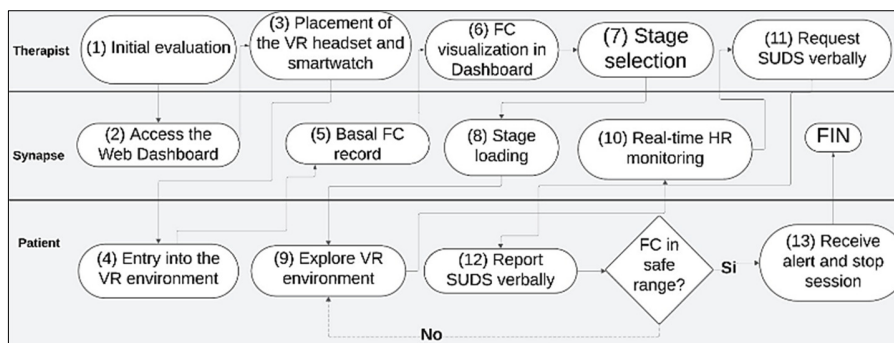 Therapist
(1) Initial evaluation
(3) Placement of
the VR headset and
smartwatch
(6) FC
visualization in
Dashboard
(7) Stage
selection
(11) Request
SUDS verbally
Synapse
(2) Access the
Web Dashboard
(5) Basal FC
record
(8) Stage
loading
(10) Real-time HR
monitoring
FIN
Patient
(4) Entry into the
VR environment
(9) Explore VR
environment
(12) Report
SUDS verbally
FC in
safe
range?
Si
(13) Receive
alert and stop
session
No